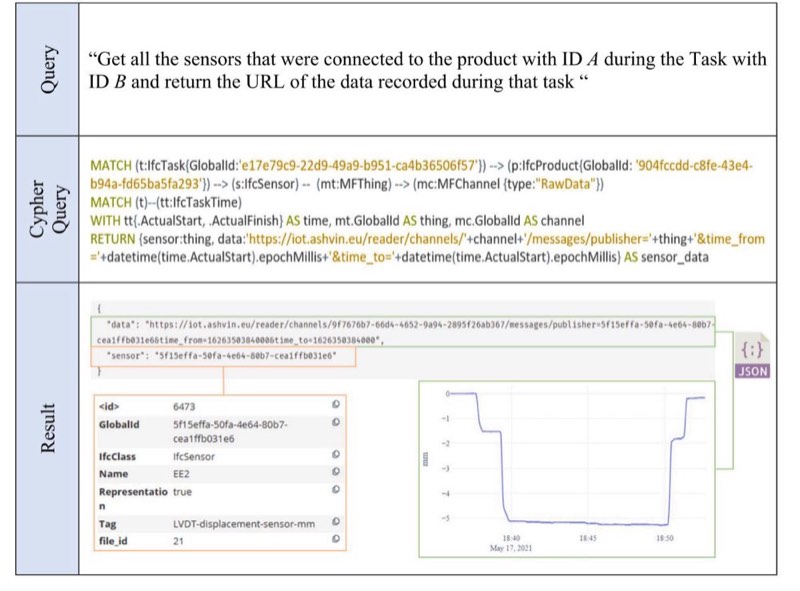 Query
“Get all the sensors that were connected to the product with ID A during the Task with
ID B and return the URL of the data recorded during that task “
Cypher
Query
MATCH (t:IfcTask{GlobalId:'e17e79c9-22d9-49a9-b951-ca4b36506f57'}) --> (p:IfcProduct{GlobalId: '904fccdd-c8fe-43e4-
b94a-fd65ba5fa293'}) --> (s:IfcSensor) -- (mt:MFThing) --> (mc:MFChannel {type:"RawData"})
MATCH (t)--(tt:IfcTaskTime)
WITH tt{.ActualStart, .ActualFinish} AS time, mt.GlobalId AS thing, mc.GlobalId AS channel
RETURN {sensor:thing, data:'https://iot.ashvin.eu/reader/channels/'+channel+'/messages/publisher='+thing+'&time_from
='+datetime(time.ActualStart).epochMillis+'&time_to='+datetime(time.ActualStart).epochMillis} AS sensor_data
Result
{
"data": "https://iot.ashvin.eu/reader/channels/9f7676b7-66d4-4652-9a94-2895f26ab367/messages/publisher=5f15effa-50fa-4e64-80b7-
cea1ffb031e6&time_from=1626350384000&time_to=1626350384000",
"sensor": "5f15effa-50fa-4e64-80b7-cea1ffb031e6"
}
{:}
JSON
<id> 6473
GlobalId 5f15effa-50fa-4e64-80b7-
cea1ffb031e6
IfcClass IfcSensor
Name EE2
Representatio true
n
Tag LVDT-displacement-sensor-mm
file_id 21
0
−1
−2
−3
−4
−5
mm
18:40 18:45 18:50
May 17, 2021